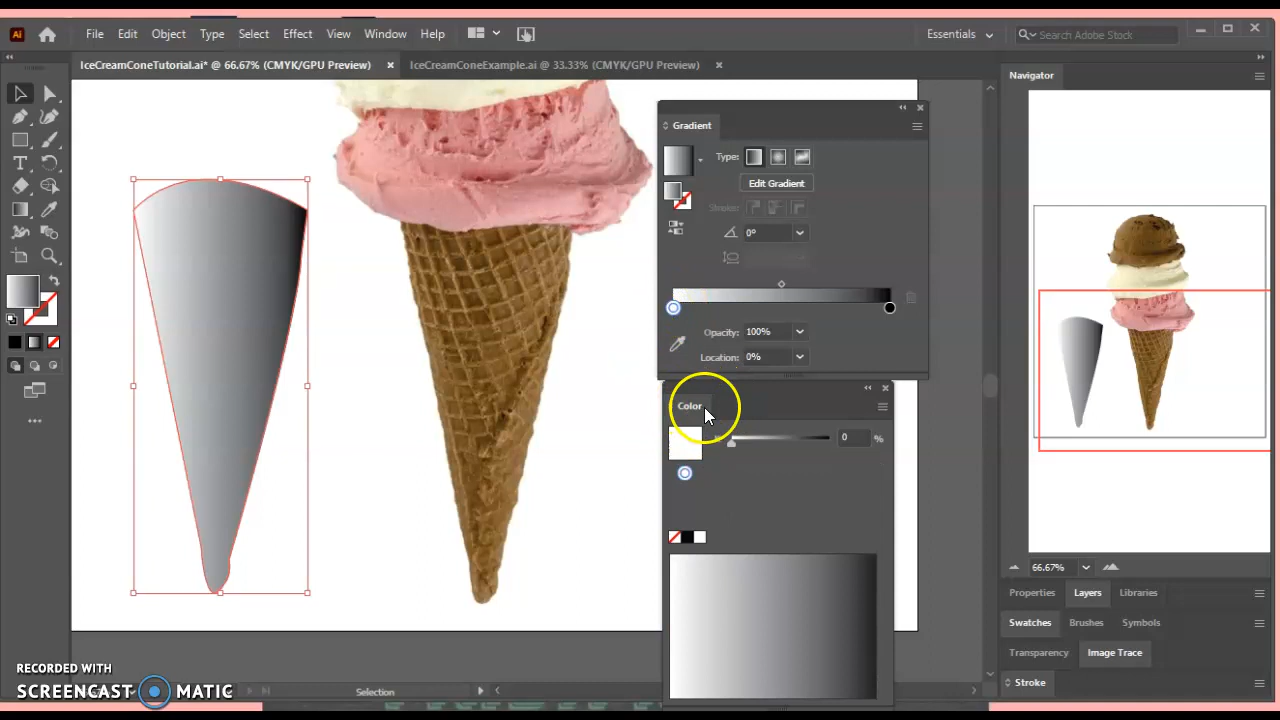 Ai File Edit Object Type Select Effect View Window Help Essentials Search Adobe Stock
IceCreamConeTutorial.ai* @ 66.67% (CMYK/GPU Preview) IceCreamConeExample.ai @ 33.33% (CMYK/GPU Preview)
Navigator
Gradient
Type:
Edit Gradient
Stroke:
0°
Opacity: 100%
Location: 0%
Color
0 %
66.67%
Properties Layers Libraries
Swatches Brushes Symbols
Transparency Image Trace
Stroke
Selection
RECORDED WITH
SCREENCAST MATIC